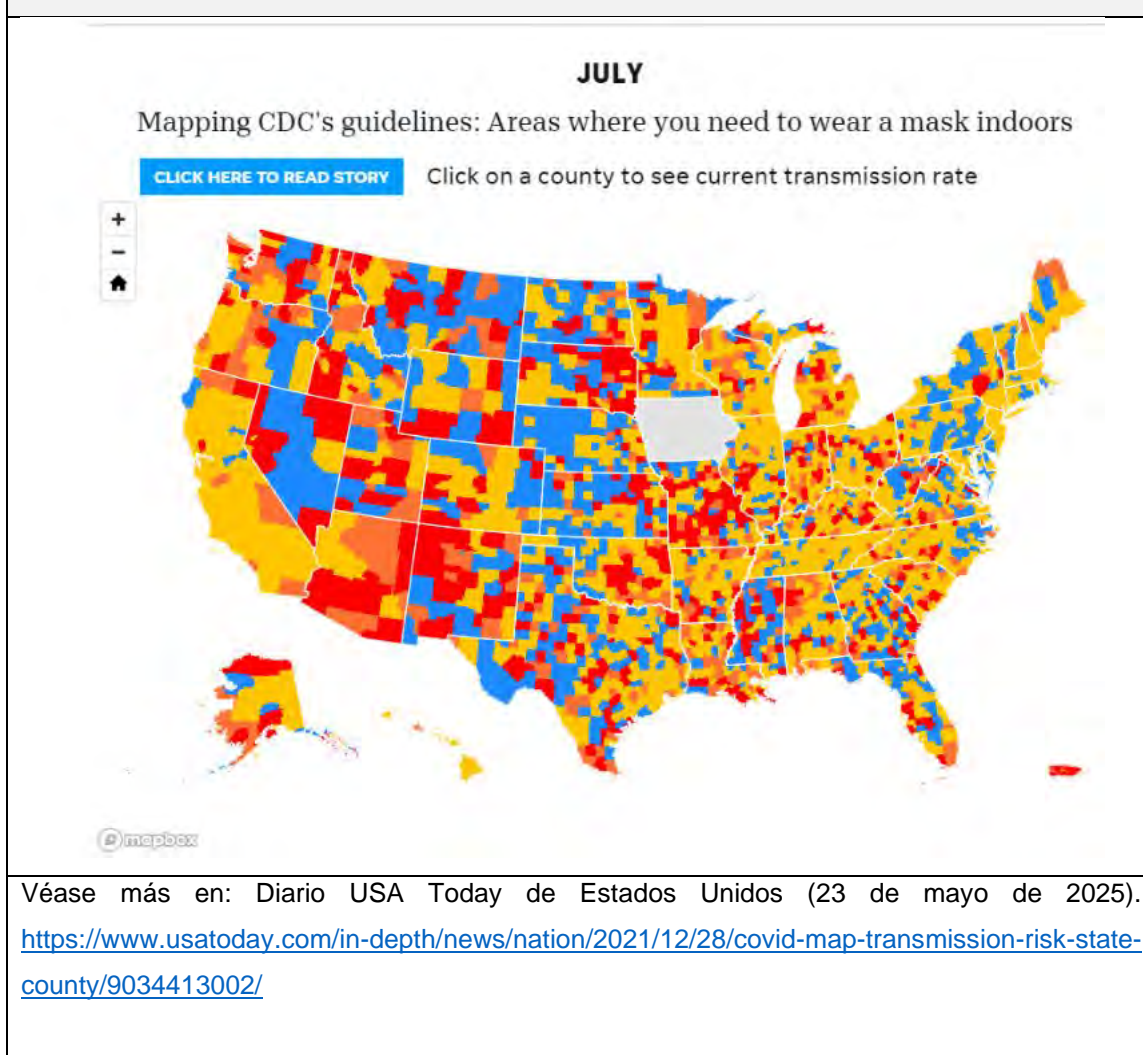 JULY
Mapping CDC's guidelines: Areas where you need to wear a mask indoors
CLICK HERE TO READ STORY Click on a county to see current transmission rate
+
−
mapbox
Véase más en: Diario USA Today de Estados Unidos (23 de mayo de 2025).
https://www.usatoday.com/in-depth/news/nation/2021/12/28/covid-map-transmission-risk-state-
county/9034413002/